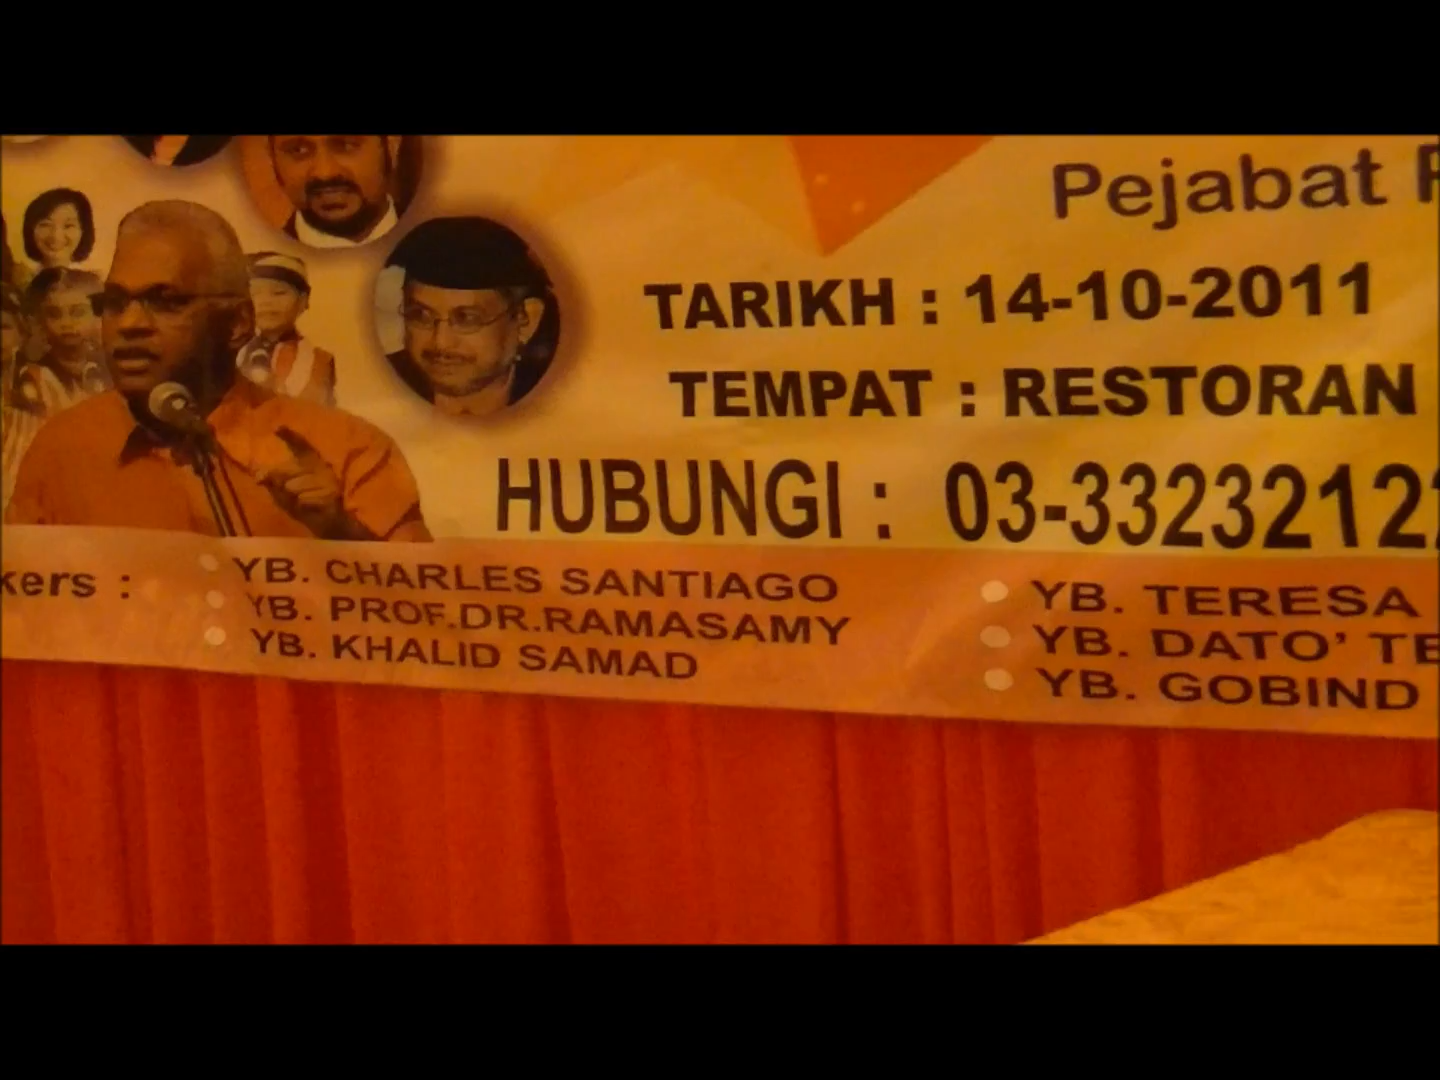 Pejabat
TARIKH : 14-10-2011
TEMPAT : RESTORAN
HUBUNGI : 03-3323212
kers :
YB. CHARLES SANTIAGO
YB. PROF.DR.RAMASAMY
YB. KHALID SAMAD
YB. TERESA
YB. DATO' TE
YB. GOBIND